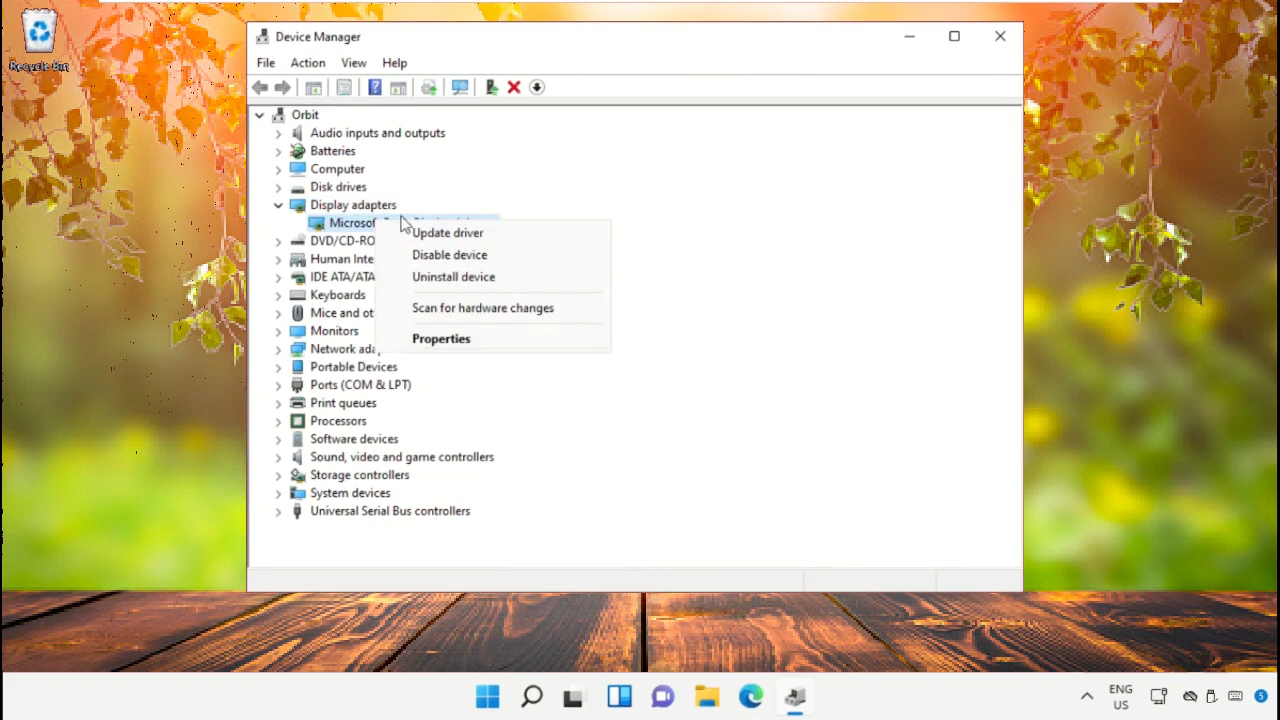 Recycle Bin
Device Manager
File Action View Help
Orbit
Audio inputs and outputs
Batteries
Computer
Disk drives
Display adapters
Microsof
DVD/CD-RO
Human Inte
IDE ATA/ATA
Keyboards
Mice and ot
Monitors
Network ada
Portable Devices
Ports (COM & LPT)
Print queues
Processors
Software devices
Sound, video and game controllers
Storage controllers
System devices
Universal Serial Bus controllers
Update driver
Disable device
Uninstall device
Scan for hardware changes
Properties
ENG
US
5